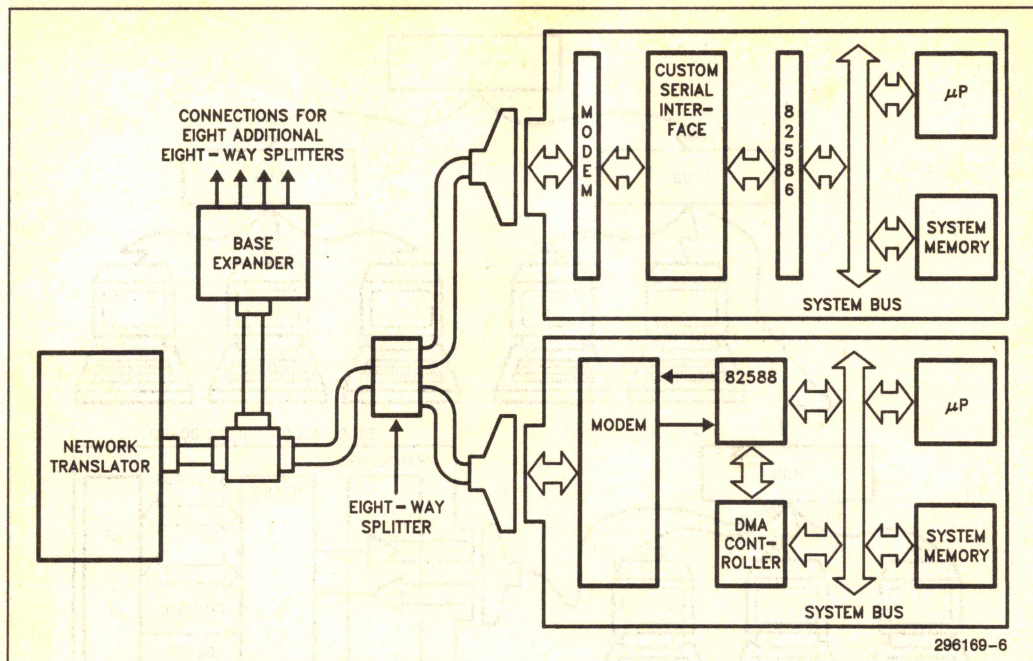 CONNECTIONS FOR
EIGHT ADDITIONAL
EIGHT-WAY SPLITTERS
BASE
EXPANDER
NETWORK
TRANSLATOR
EIGHT-WAY
SPLITTER
MODEM
CUSTOM
SERIAL
INTER-
FACE
82586
μP
SYSTEM
MEMORY
SYSTEM BUS
MODEM
82588
DMA
CONT-
ROLLER
μP
SYSTEM
MEMORY
SYSTEM BUS
296169-6